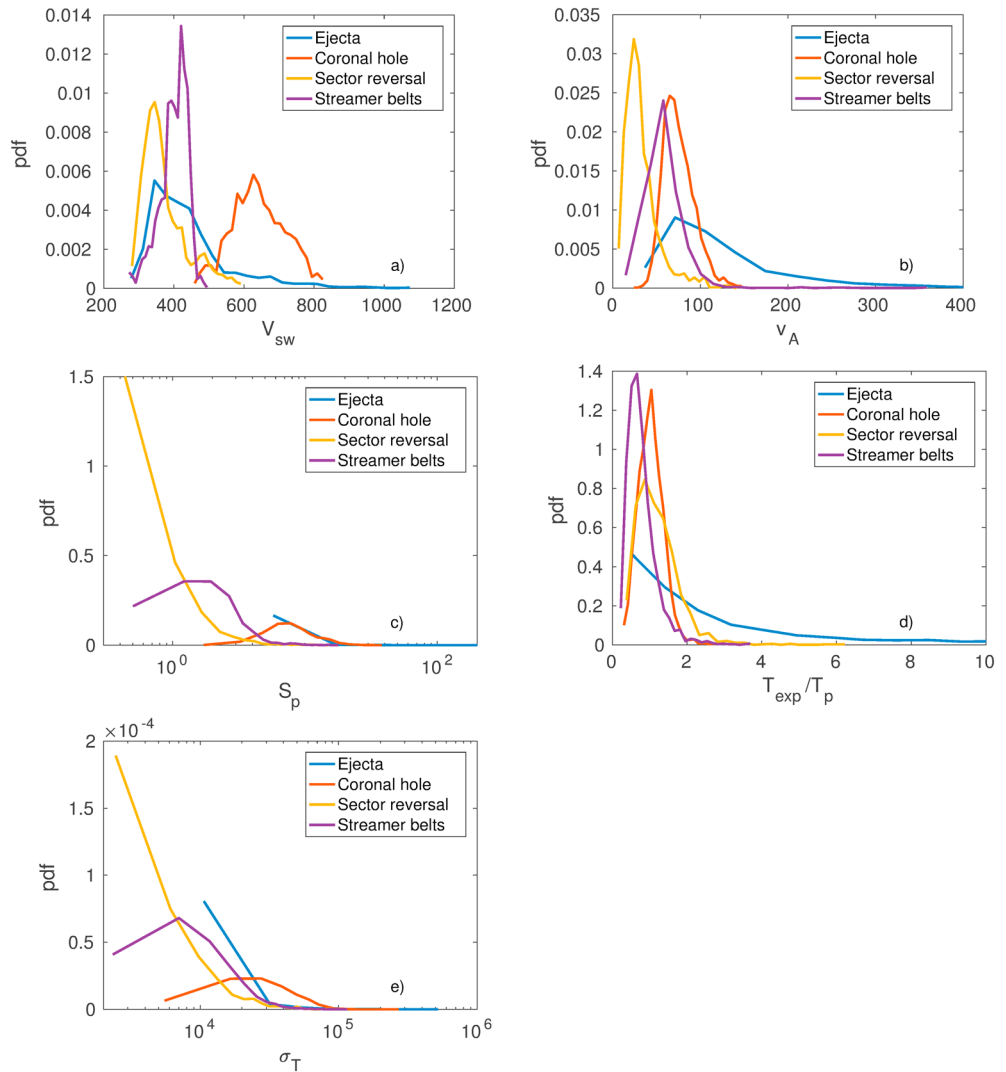 0.014
0.012
0.01
0.008
0.006
0.004
0.002
0
pdf
200 400 600 800 1000 1200
V_sw
Ejecta
Coronal hole
Sector reversal
Streamer belts
a)
0.035
0.03
0.025
0.02
0.015
0.01
0.005
0
pdf
0 100 200 300 400
v_A
Ejecta
Coronal hole
Sector reversal
Streamer belts
b)
1.5
1
0.5
0
pdf
10^0 10^2
S_p
Ejecta
Coronal hole
Sector reversal
Streamer belts
c)
1.4
1.2
1
0.8
0.6
0.4
0.2
0
pdf
0 2 4 6 8 10
T_exp/T_p
Ejecta
Coronal hole
Sector reversal
Streamer belts
d)
×10^-4
2
1.5
1
0.5
0
pdf
10^4 10^5 10^6
σ_T
Ejecta
Coronal hole
Sector reversal
Streamer belts
e)